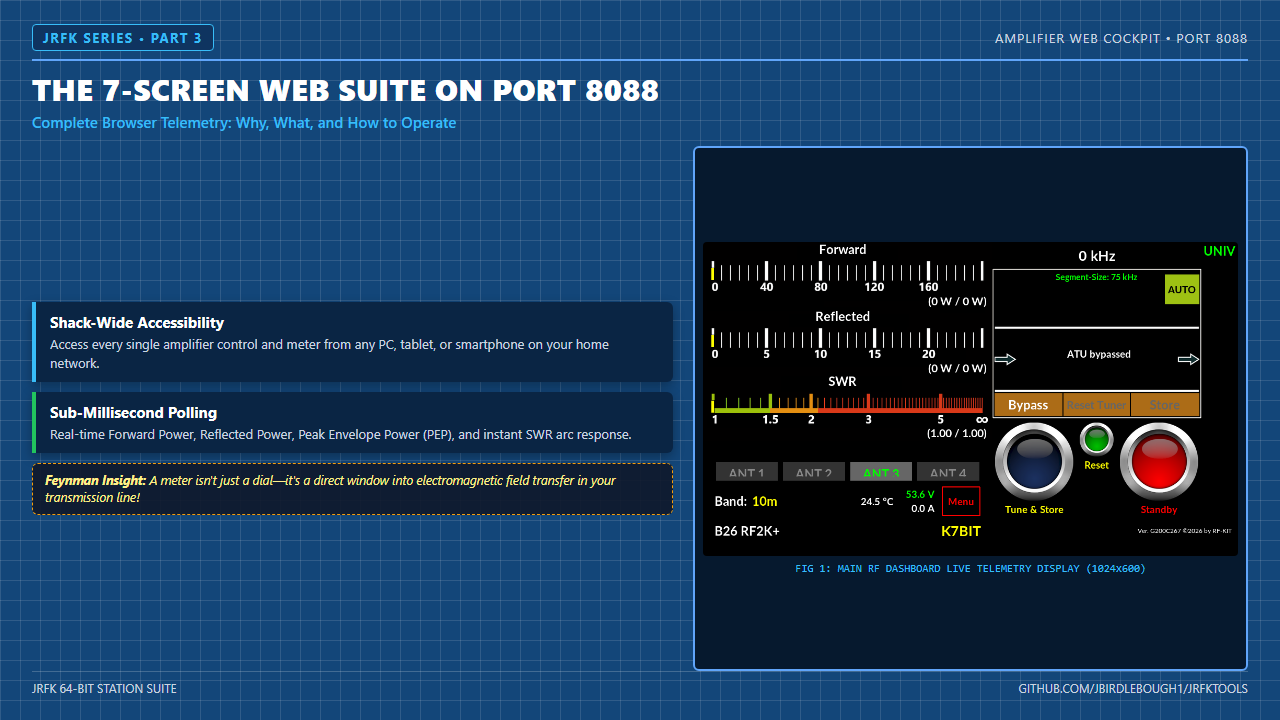 JRFK SERIES • PART 3
AMPLIFIER WEB COCKPIT • PORT 8088
THE 7-SCREEN WEB SUITE ON PORT 8088
Complete Browser Telemetry: Why, What, and How to Operate
Shack-Wide Accessibility
Access every single amplifier control and meter from any PC, tablet, or smartphone on your home
network.
Sub-Millisecond Polling
Real-time Forward Power, Reflected Power, Peak Envelope Power (PEP), and instant SWR arc response.
Feynman Insight: A meter isn't just a dial—it's a direct window into electromagnetic field transfer in your
transmission line!
Forward
0 40 80 120 160
(0 W / 0 W)
Reflected
0 5 10 15 20
(0 W / 0 W)
SWR
1 1.5 2 3 5 ∞
(1.00 / 1.00)
ANT 1 ANT 2 ANT 3 ANT 4
Band: 10m
24.5 °C
53.6 V
0.0 A
Menu
B26 RF2K+
K7BIT
0 kHz
UNIV
Segment-Size: 75 kHz
AUTO
ATU bypassed
Bypass Reset Tuner Store
Reset
Tune & Store
Standby
Ver. G200C267 ©2026 by RF-KIT
FIG 1: MAIN RF DASHBOARD LIVE TELEMETRY DISPLAY (1024x600)
JRFK 64-BIT STATION SUITE
GITHUB.COM/JBIRDLEBOUGH1/JRFKTOOLS